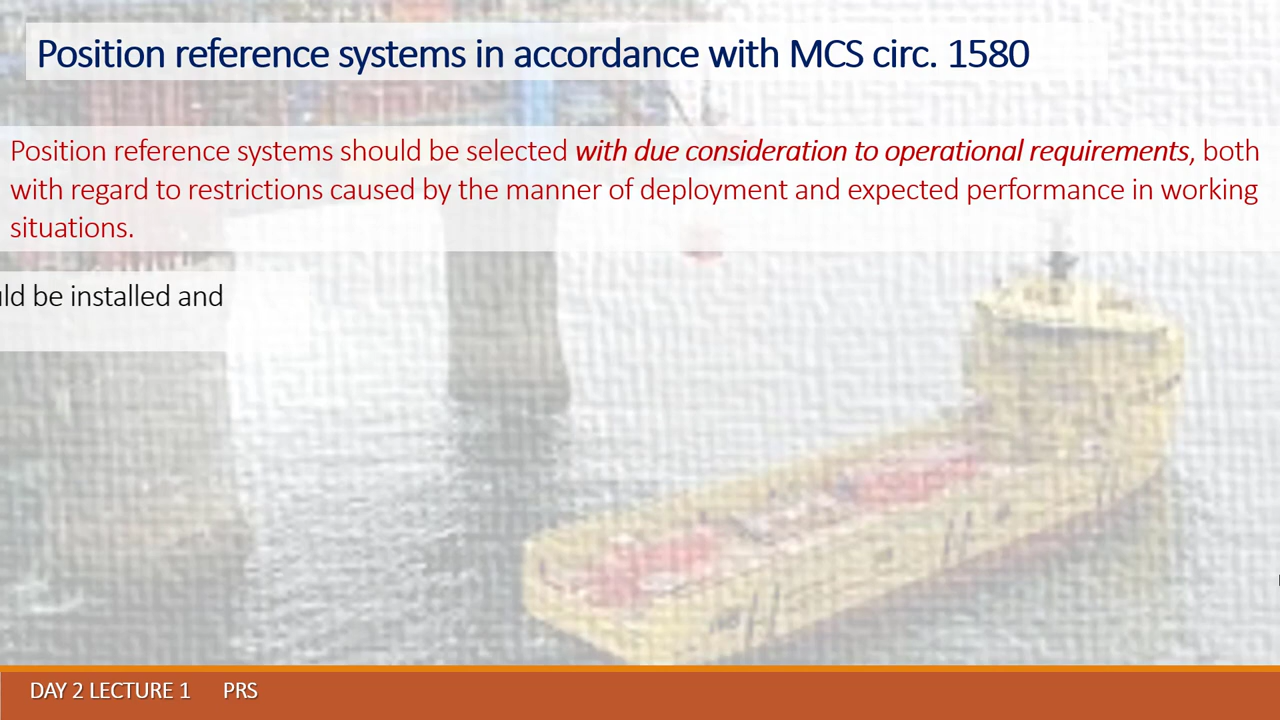 Position reference systems in accordance with MCS circ. 1580
Position reference systems should be selected with due consideration to operational requirements, both
with regard to restrictions caused by the manner of deployment and expected performance in working
situations.
be installed and
DAY 2 LECTURE 1 PRS